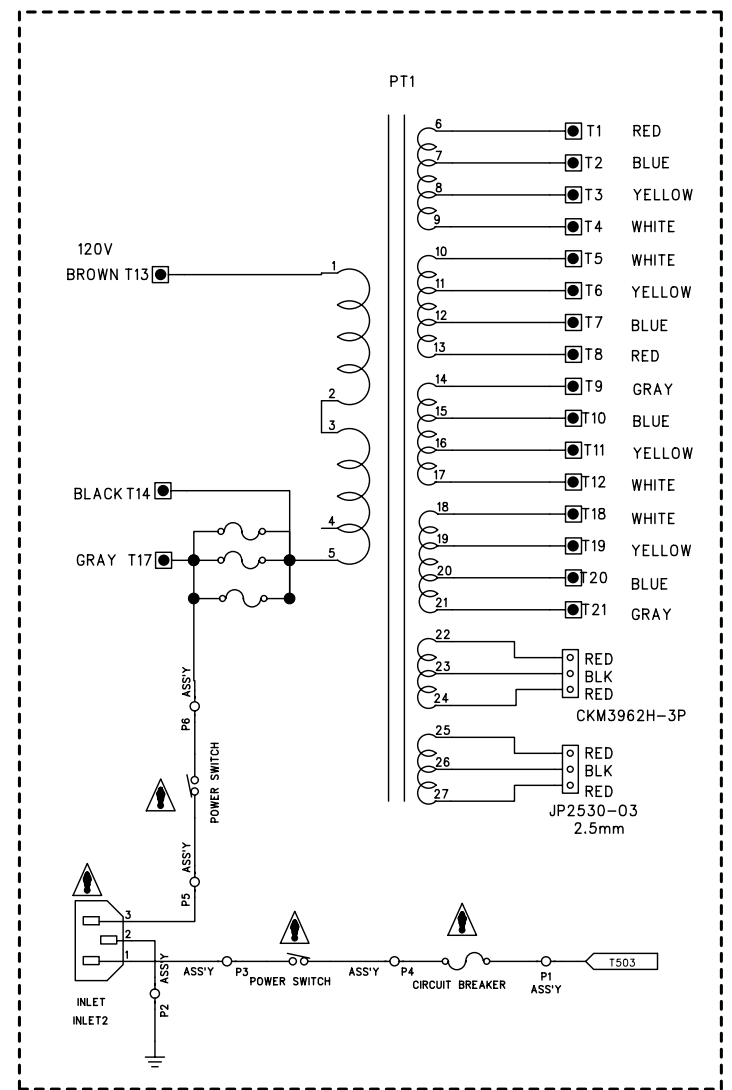 PT1
6 T1 RED
7 T2 BLUE
8 T3 YELLOW
9 T4 WHITE
10 T5 WHITE
11 T6 YELLOW
12 T7 BLUE
13 T8 RED
14 T9 GRAY
15 T10 BLUE
16 T11 YELLOW
17 T12 WHITE
18 T18 WHITE
19 T19 YELLOW
20 T20 BLUE
21 T21 GRAY
22 RED
23 BLK
24 RED
CKM3962H-3P
25 RED
26 BLK
27 RED
JP2530-03
2.5mm
120V
BROWN T13
1
2
3
4
5
BLACK T14
GRAY T17
ASS'Y
P6
POWER SWITCH
ASS'Y
P5
3
2
1
INLET
INLET2
ASS'Y
P2
ASS'Y
P3
POWER SWITCH
ASS'Y
P4
CIRCUIT BREAKER
P1
ASS'Y
T503